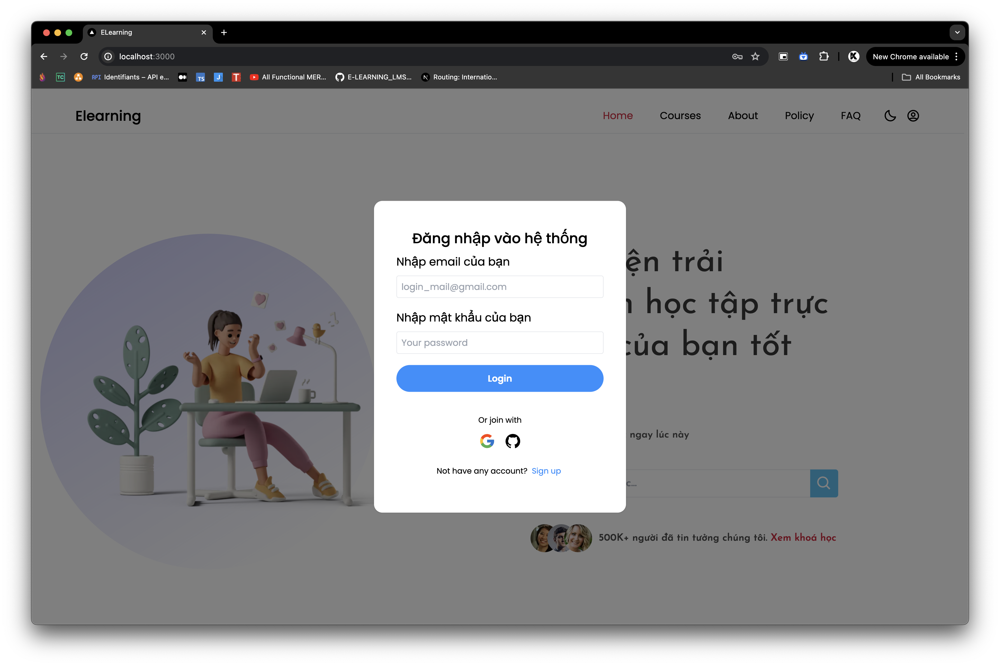 ELearning
localhost:3000
New Chrome available
API Identifiants – API e...
TS
J
T
All Functional MER...
E-LEARNING_LMS...
N
Routing: Internatio...
All Bookmarks
TC
Elearning
Home
Courses
About
Policy
FAQ
Đăng nhập vào hệ thống
Nhập email của bạn
login_mail@gmail.com
Nhập mật khẩu của bạn
Your password
Login
Or join with
Not have any account? Sign up
ện trải
học tập trực
của bạn tốt
ngay lúc này
c...
500K+ người đã tin tưởng chúng tôi. Xem khoá học